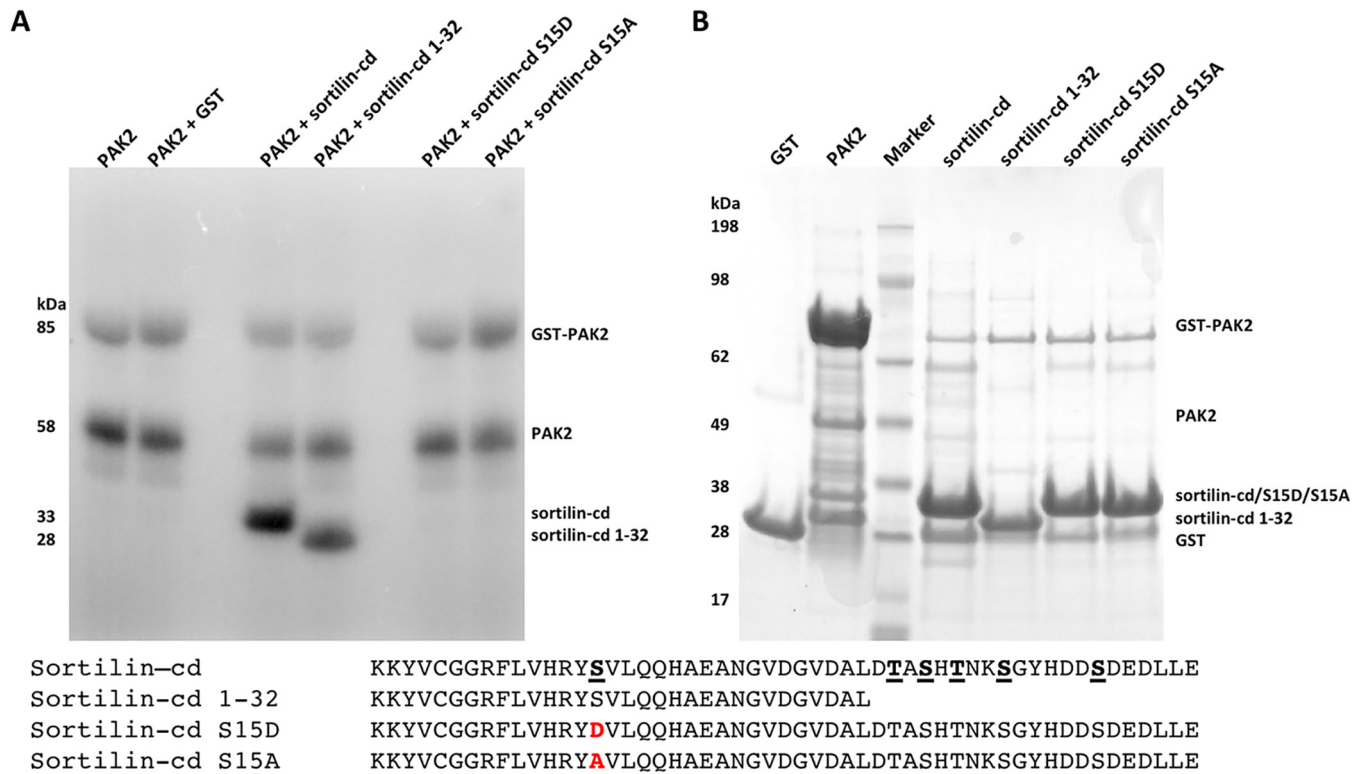 A
PAK2
PAK2 + GST
PAK2 + sortilin-cd
PAK2 + sortilin-cd 1-32
PAK2 + sortilin-cd S15D
PAK2 + sortilin-cd S15A
kDa
85
58
33
28
GST-PAK2
PAK2
sortilin-cd
sortilin-cd 1-32
B
GST
PAK2
Marker
sortilin-cd
sortilin-cd 1-32
sortilin-cd S15D
sortilin-cd S15A
kDa
198
98
62
49
38
28
17
GST-PAK2
PAK2
sortilin-cd/S15D/S15A
sortilin-cd 1-32
GST
Sortilin–cd KKYVCGGRFLVHRYSVLQQHAEANGVDGVDALDTASHTNKSGYHDDSDEDLLE
Sortilin-cd 1-32 KKYVCGGRFLVHRYSVLQQHAEANGVDGVDAL
Sortilin-cd S15D KKYVCGGRFLVHRYDVLQQHAEANGVDGVDALDTASHTNKSGYHDDSDEDLLE
Sortilin-cd S15A KKYVCGGRFLVHRYAVLQQHAEANGVDGVDALDTASHTNKSGYHDDSDEDLLE